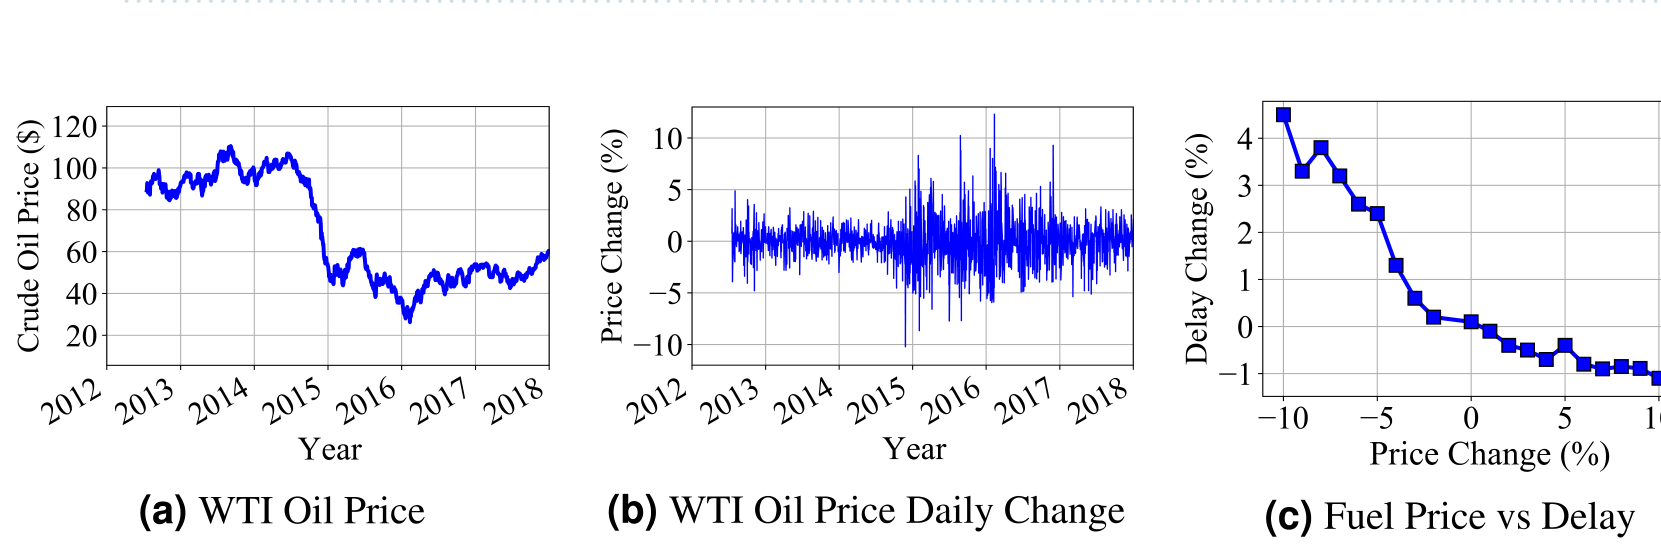 Crude Oil Price ($)
120
100
80
60
40
20
2012 2013 2014 2015 2016 2017 2018
Year
(a) WTI Oil Price
Price Change (%)
10
5
0
−5
−10
2012 2013 2014 2015 2016 2017 2018
Year
(b) WTI Oil Price Daily Change
Delay Change (%)
4
3
2
1
0
−1
−10 −5 0 5
Price Change (%)
(c) Fuel Price vs Delay